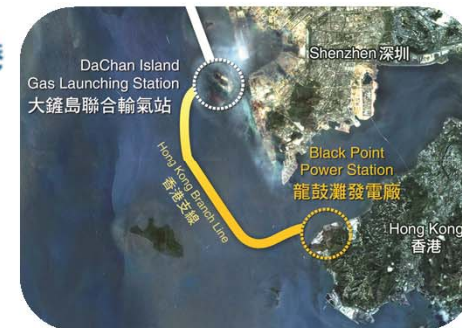 DaChan Island
Gas Launching Station
大鏟島聯合輸氣站
Shenzhen 深圳
Hong Kong Branch Line
香港支線
Black Point
Power Station
龍鼓灘發電廠
Hong Kong
香港